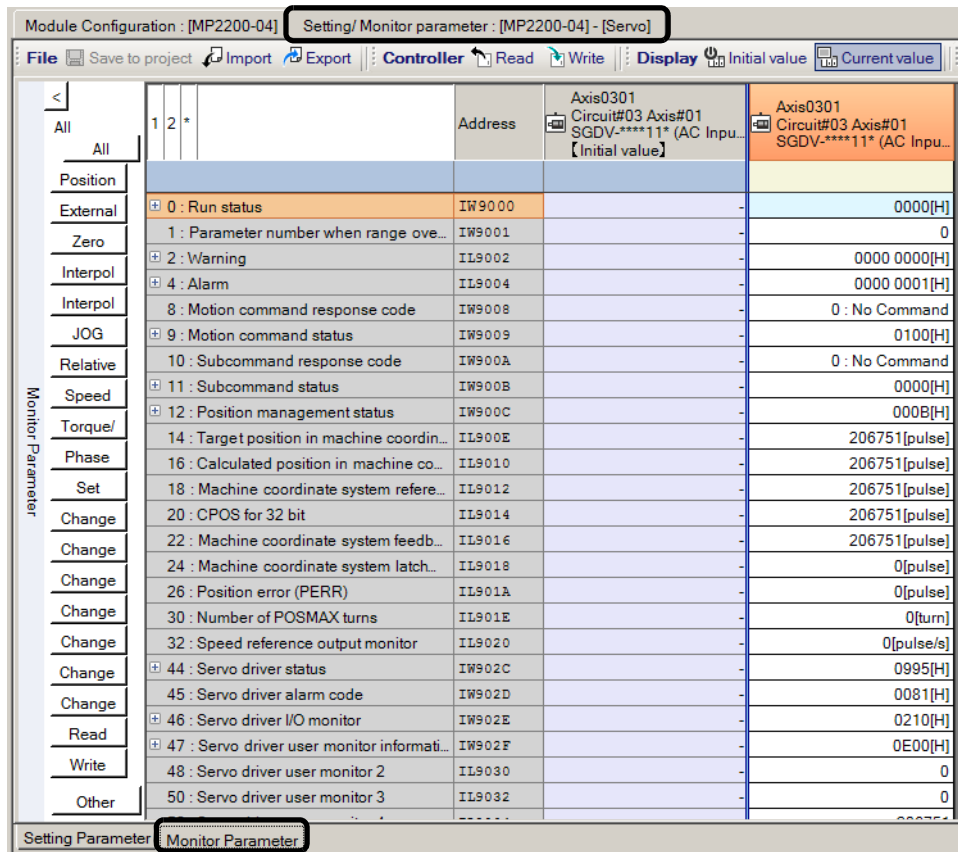 Module Configuration : [MP2200-04] Setting/ Monitor parameter : [MP2200-04] - [Servo]
File Save to project Import Export Controller Read Write Display Initial value Current value
<
All
All
Position
External
Zero
Interpol
Interpol
JOG
Relative
Speed
Torque/
Phase
Set
Change
Change
Change
Change
Change
Change
Change
Read
Write
Other
Monitor Parameter
1 2 * Address
Axis0301
Circuit#03 Axis#01
SGDV-****11* (AC Inpu...
【Initial value】
Axis0301
Circuit#03 Axis#01
SGDV-****11* (AC Inpu...
0 : Run status IW9000 - 0000[H]
1 : Parameter number when range ove... IW9001 - 0
2 : Warning IL9002 - 0000 0000[H]
4 : Alarm IL9004 - 0000 0001[H]
8 : Motion command response code IW9008 - 0 : No Command
9 : Motion command status IW9009 - 0100[H]
10 : Subcommand response code IW900A - 0 : No Command
11 : Subcommand status IW900B - 0000[H]
12 : Position management status IW900C - 000B[H]
14 : Target position in machine coordin... IL900E - 206751[pulse]
16 : Calculated position in machine co... IL9010 - 206751[pulse]
18 : Machine coordinate system refere... IL9012 - 206751[pulse]
20 : CPOS for 32 bit IL9014 - 206751[pulse]
22 : Machine coordinate system feedb... IL9016 - 206751[pulse]
24 : Machine coordinate system latch... IL9018 - 0[pulse]
26 : Position error (PERR) IL901A - 0[pulse]
30 : Number of POSMAX turns IL901E - 0[turn]
32 : Speed reference output monitor IL9020 - 0[pulse/s]
44 : Servo driver status IW902C - 0995[H]
45 : Servo driver alarm code IW902D - 0081[H]
46 : Servo driver I/O monitor IW902E - 0210[H]
47 : Servo driver user monitor informati... IW902F - 0E00[H]
48 : Servo driver user monitor 2 IL9030 - 0
50 : Servo driver user monitor 3 IL9032 - 0
Setting Parameter Monitor Parameter